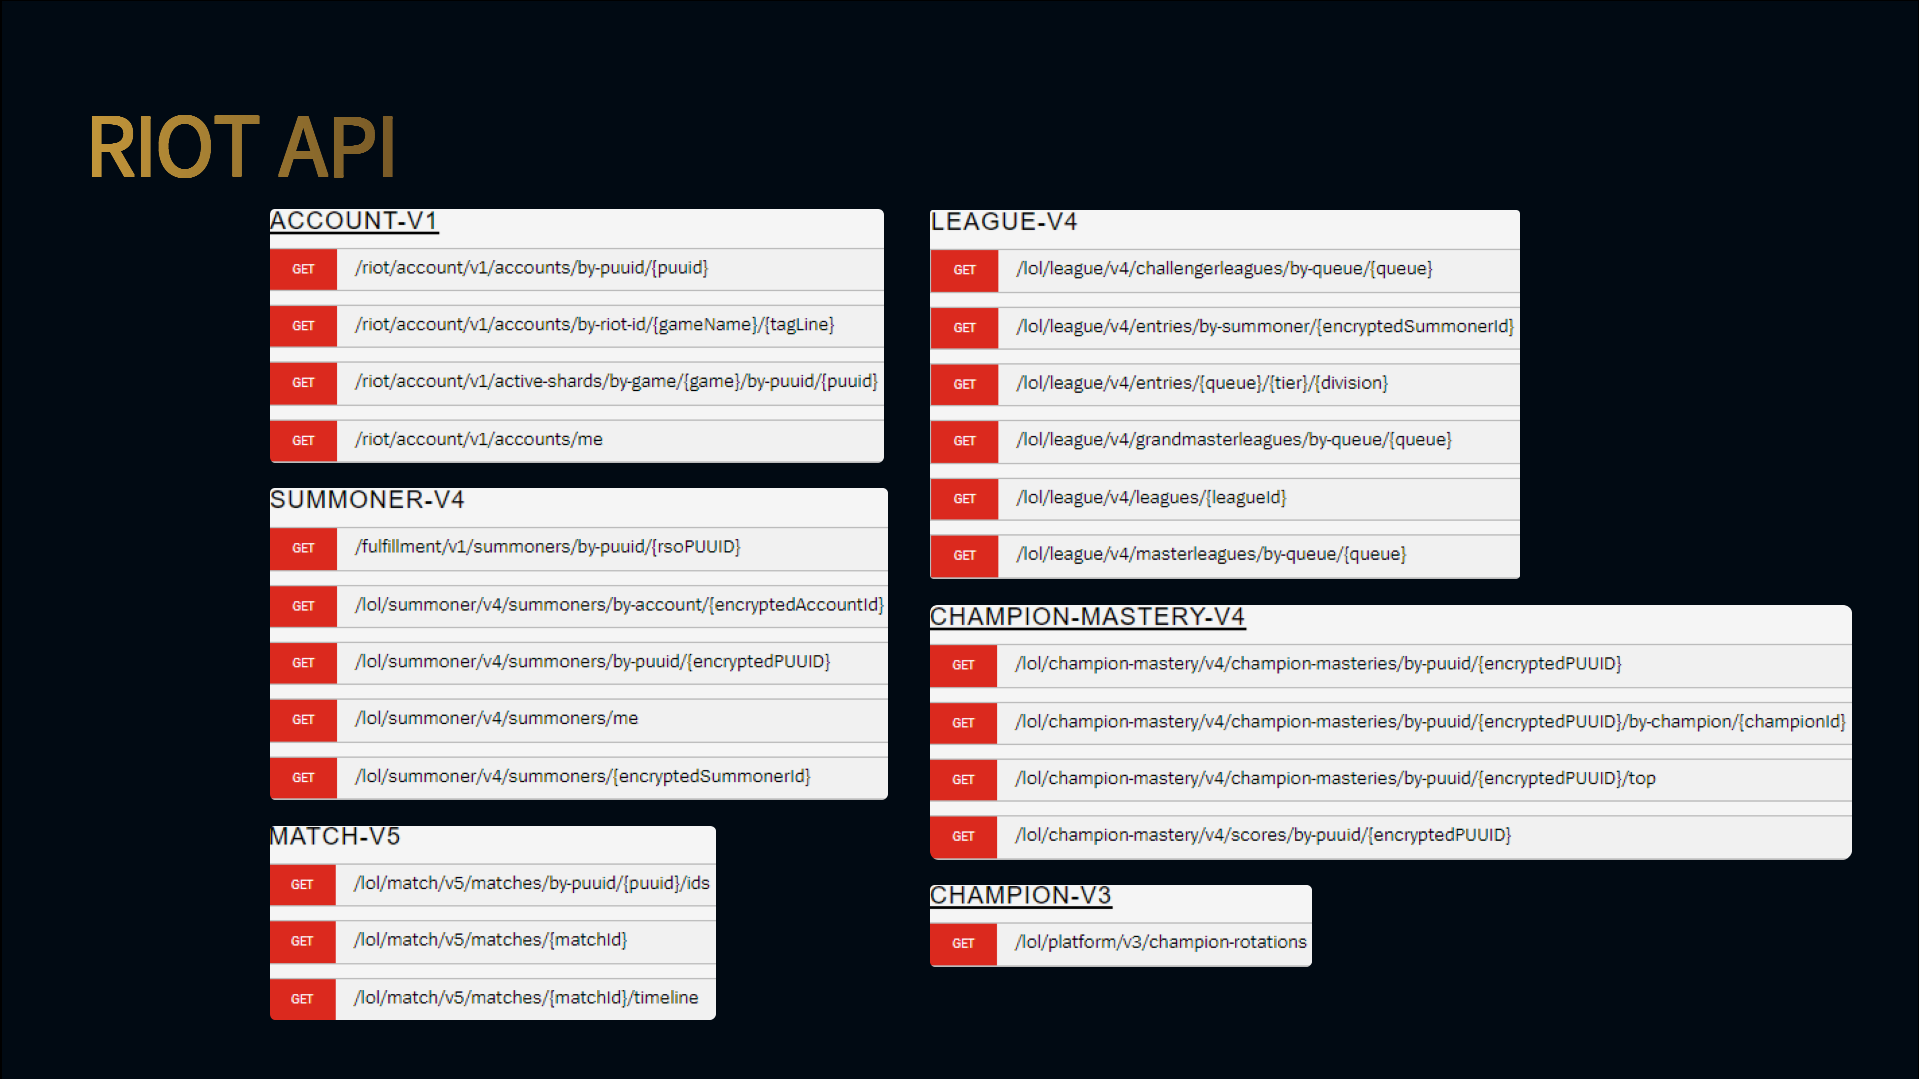 RIOT API
ACCOUNT-V1
GET /riot/account/v1/accounts/by-puuid/{puuid}
GET /riot/account/v1/accounts/by-riot-id/{gameName}/{tagLine}
GET /riot/account/v1/active-shards/by-game/{game}/by-puuid/{puuid}
GET /riot/account/v1/accounts/me
SUMMONER-V4
GET /fulfillment/v1/summoners/by-puuid/{rsoPUUID}
GET /lol/summoner/v4/summoners/by-account/{encryptedAccountId}
GET /lol/summoner/v4/summoners/by-puuid/{encryptedPUUID}
GET /lol/summoner/v4/summoners/me
GET /lol/summoner/v4/summoners/{encryptedSummonerId}
MATCH-V5
GET /lol/match/v5/matches/by-puuid/{puuid}/ids
GET /lol/match/v5/matches/{matchId}
GET /lol/match/v5/matches/{matchId}/timeline
LEAGUE-V4
GET /lol/league/v4/challengerleagues/by-queue/{queue}
GET /lol/league/v4/entries/by-summoner/{encryptedSummonerId}
GET /lol/league/v4/entries/{queue}/{tier}/{division}
GET /lol/league/v4/grandmasterleagues/by-queue/{queue}
GET /lol/league/v4/leagues/{leagueId}
GET /lol/league/v4/masterleagues/by-queue/{queue}
CHAMPION-MASTERY-V4
GET /lol/champion-mastery/v4/champion-masteries/by-puuid/{encryptedPUUID}
GET /lol/champion-mastery/v4/champion-masteries/by-puuid/{encryptedPUUID}/by-champion/{championId}
GET /lol/champion-mastery/v4/champion-masteries/by-puuid/{encryptedPUUID}/top
GET /lol/champion-mastery/v4/scores/by-puuid/{encryptedPUUID}
CHAMPION-V3
GET /lol/platform/v3/champion-rotations